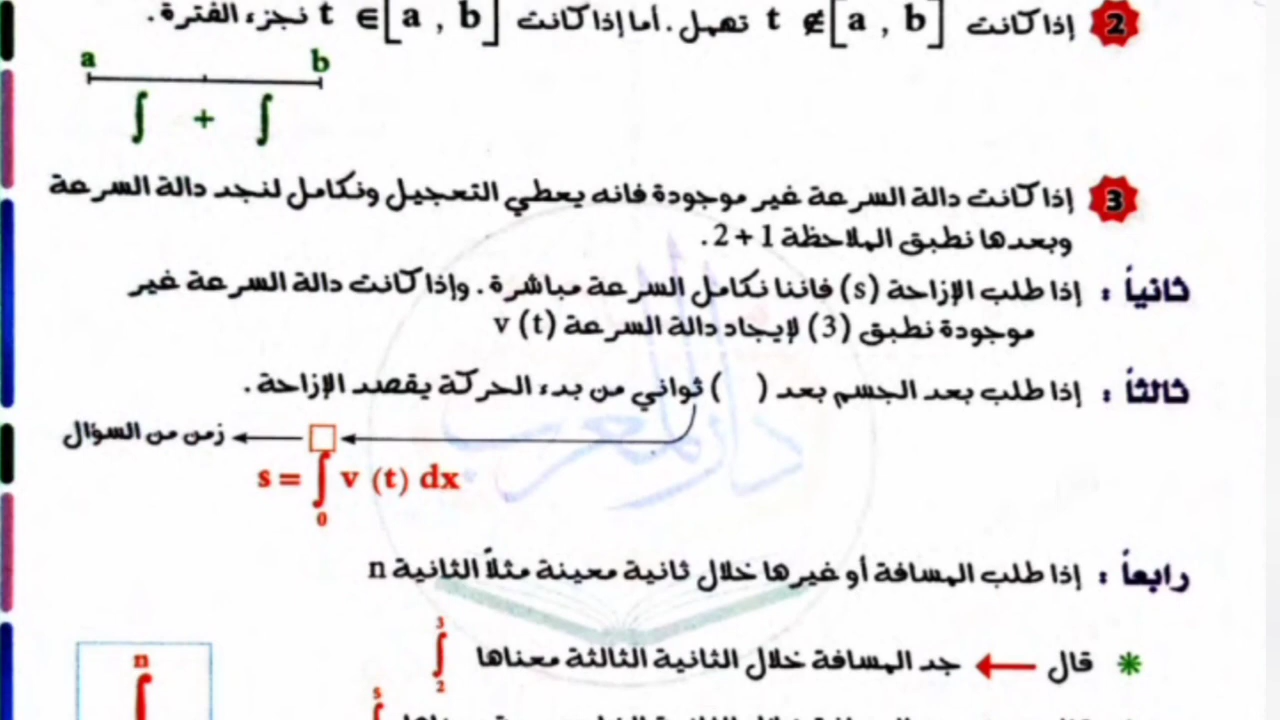 2 إذا كانت t ∉ [a , b] تهمل . أما إذا كانت t ∈ [a , b] نجزء الفترة .
a b
∫ + ∫
3 إذا كانت دالة السرعة غير موجودة فانه يعطي التعجيل ونكامل لنجد دالة السرعة
وبعدها نطبق الملاحظة 1 + 2 .
ثانياً : إذا طلب الإزاحة (s) فاننا نكامل السرعة مباشرة . وإذا كانت دالة السرعة غير
موجودة نطبق (3) لإيجاد دالة السرعة v (t)
ثالثاً : إذا طلب بعد الجسم بعد ( ) ثواني من بدء الحركة يقصد الإزاحة .
زمن من السؤال
s = ∫ v (t) dx
0
رابعاً : إذا طلب المسافة أو غيرها خلال ثانية معينة مثلاً الثانية n
3
* قال ← جد المسافة خلال الثانية الثالثة معناها ∫
2
n
∫